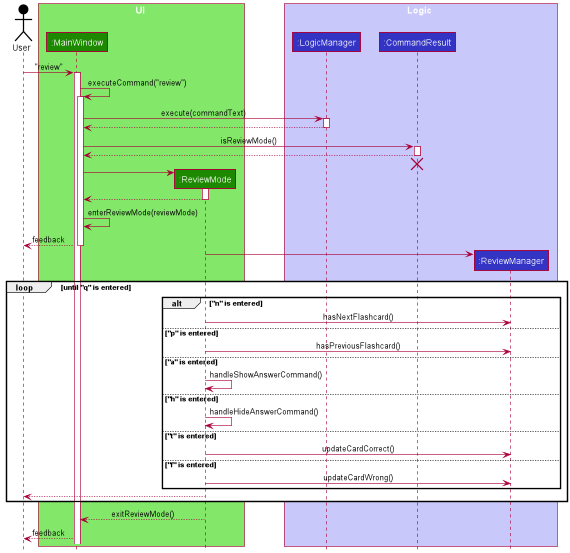 UI
Logic
User
:MainWindow
:LogicManager
:CommandResult
"review"
executeCommand("review")
execute(commandText)
isReviewMode()
:ReviewMode
enterReviewMode(reviewMode)
feedback
:ReviewManager
loop [until "q" is entered]
alt ["n" is entered]
hasNextFlashcard()
["p" is entered]
hasPreviousFlashcard()
["a" is entered]
handleShowAnswerCommand()
["h" is entered]
handleHideAnswerCommand()
["t" is entered]
updateCardCorrect()
["f" is entered]
updateCardWrong()
exitReviewMode()
feedback